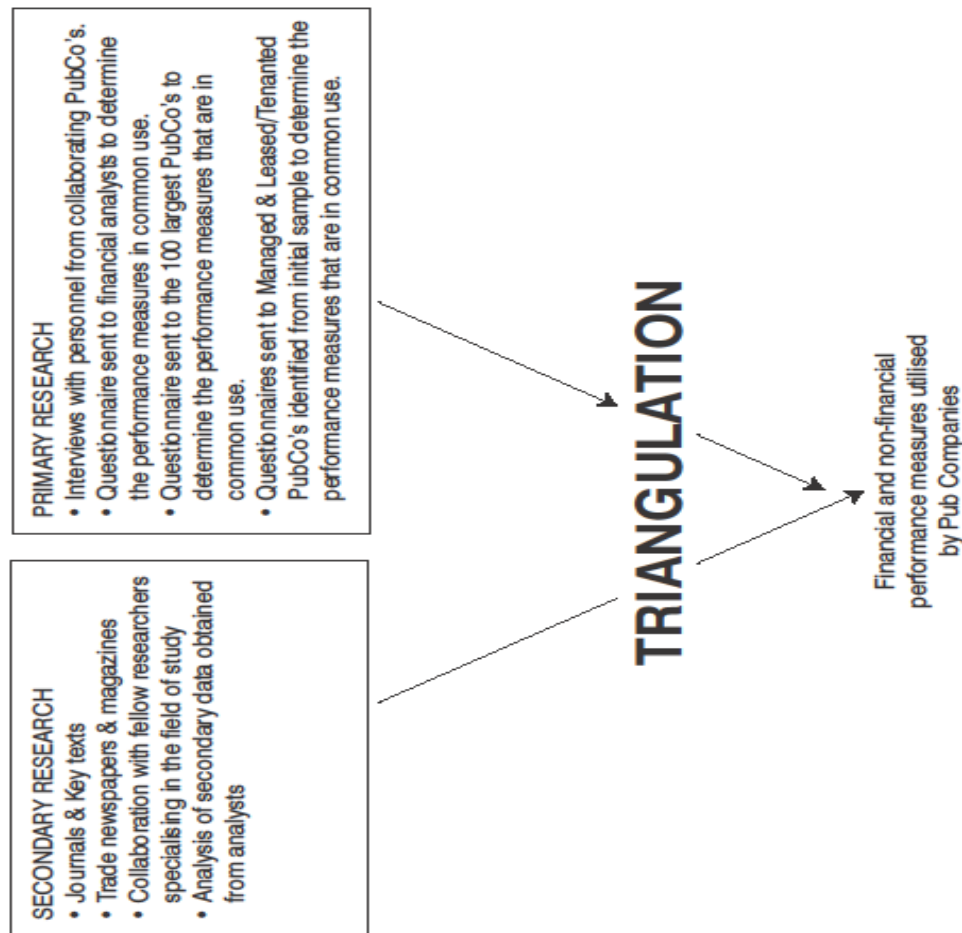 SECONDARY RESEARCH
• Journals & Key texts
• Trade newspapers & magazines
• Collaboration with fellow researchers
specialising in the field of study
• Analysis of secondary data obtained
from analysts
PRIMARY RESEARCH
• Interviews with personnel from collaborating PubCo's.
• Questionnaire sent to financial analysts to determine
the performance measures in common use.
• Questionnaire sent to the 100 largest PubCo's to
determine the performance measures that are in
common use.
• Questionnaires sent to Managed & Leased/Tenanted
PubCo's identified from initial sample to determine the
performance measures that are in common use.
TRIANGULATION
Financial and non-financial
performance measures utilised
by Pub Companies